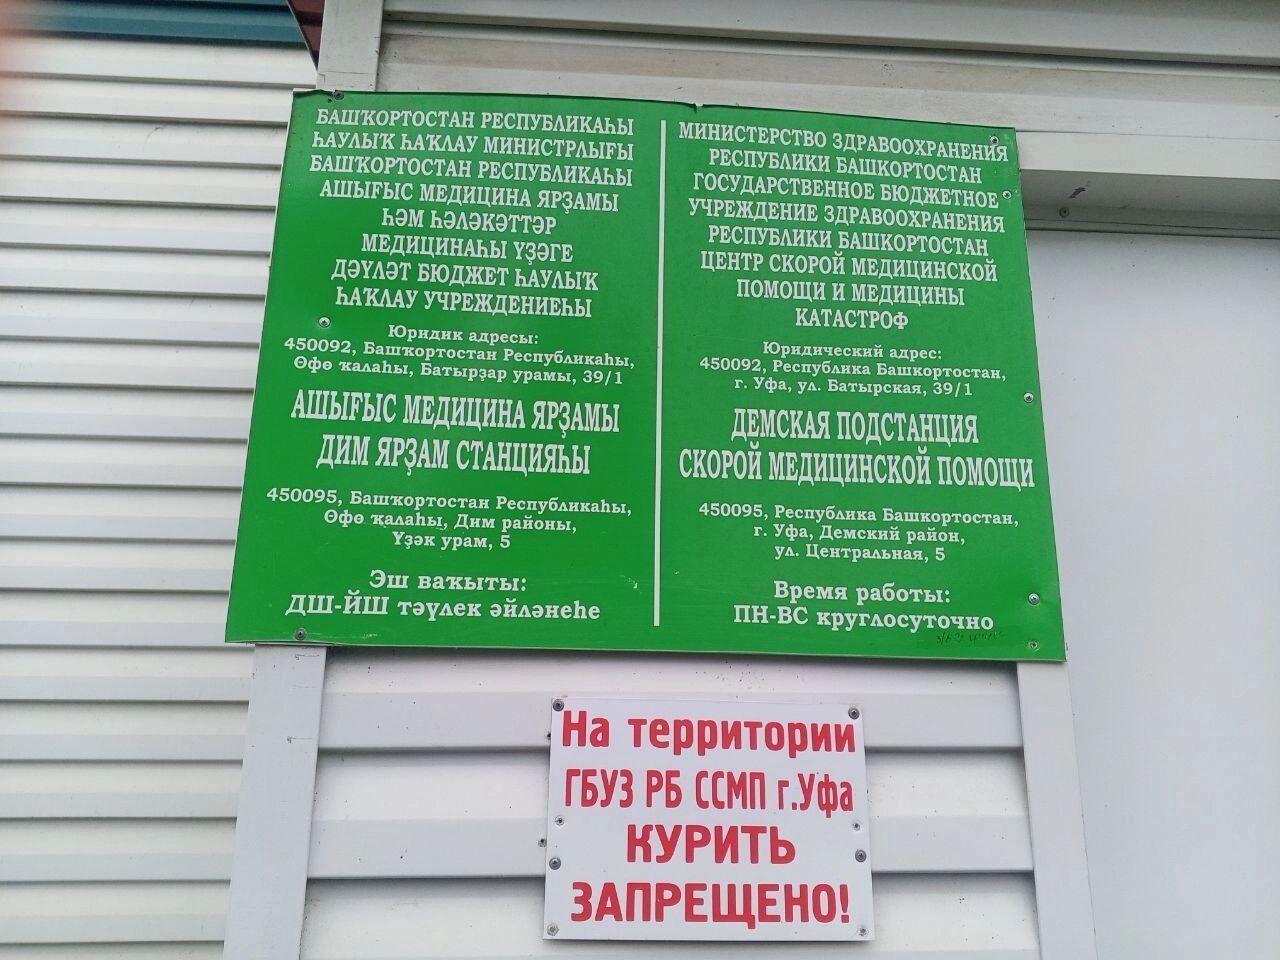 БАШҠОРТОСТАН РЕСПУБЛИКАҺЫ
ҺАУЛЫҠ ҺАҠЛАУ МИНИСТРЛЫҒЫ
БАШҠОРТОСТАН РЕСПУБЛИКАҺЫ
АШЫҒЫС МЕДИЦИНА ЯРҘАМЫ
ҺӘМ ҺӘЛӘКӘТТӘР
МЕДИЦИНАҺЫ ҮҘӘГЕ
ДӘҮЛӘТ БЮДЖЕТ ҺАУЛЫҠ
ҺАҠЛАУ УЧРЕЖДЕНИЕҺЫ
Юридик адресы:
450092, Башҡортостан Республикаһы,
Өфө ҡалаһы, Батырҙар урамы, 39/1
АШЫҒЫС МЕДИЦИНА ЯРҘАМЫ
ДИМ ЯРҘАМ СТАНЦИЯҺЫ
450095, Башҡортостан Республикаһы,
Өфө ҡалаһы, Дим районы,
Үҙәк урам, 5
Эш ваҡыты:
ДШ-ЙШ тәүлек әйләнеһе
МИНИСТЕРСТВО ЗДРАВООХРАНЕНИЯ
РЕСПУБЛИКИ БАШКОРТОСТАН
ГОСУДАРСТВЕННОЕ БЮДЖЕТНОЕ
УЧРЕЖДЕНИЕ ЗДРАВООХРАНЕНИЯ
РЕСПУБЛИКИ БАШКОРТОСТАН
ЦЕНТР СКОРОЙ МЕДИЦИНСКОЙ
ПОМОЩИ И МЕДИЦИНЫ
КАТАСТРОФ
Юридический адрес:
450092, Республика Башкортостан,
г. Уфа, ул. Батырская, 39/1
ДЕМСКАЯ ПОДСТАНЦИЯ
СКОРОЙ МЕДИЦИНСКОЙ ПОМОЩИ
450095, Республика Башкортостан,
г. Уфа, Демский район,
ул. Центральная, 5
Время работы:
ПН-ВС круглосуточно
На территории
ГБУЗ РБ ССМП г.Уфа
КУРИТЬ
ЗАПРЕЩЕНО!